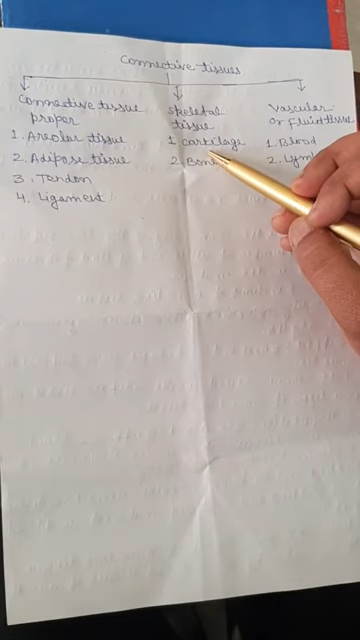 Connective tissues
Connective tissue
proper
1. Areolar tissue
2. Adipose tissue
3. Tendon
4. Ligament
Skeletal
tissue
1 Cartilage
2. Bone
Vascular
or fluid tissue
1. Blood
2. Lym